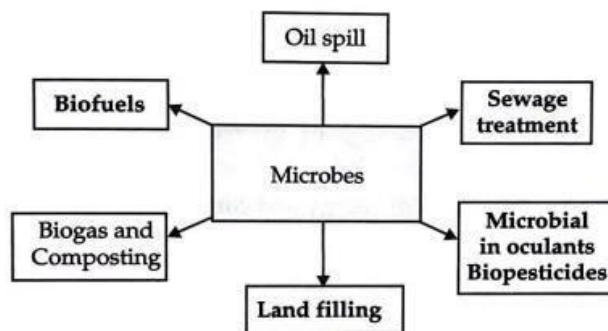 Oil spill
Biofuels
Sewage
treatment
Microbes
Biogas and
Composting
Microbial
in oculants
Biopesticides
Land filling